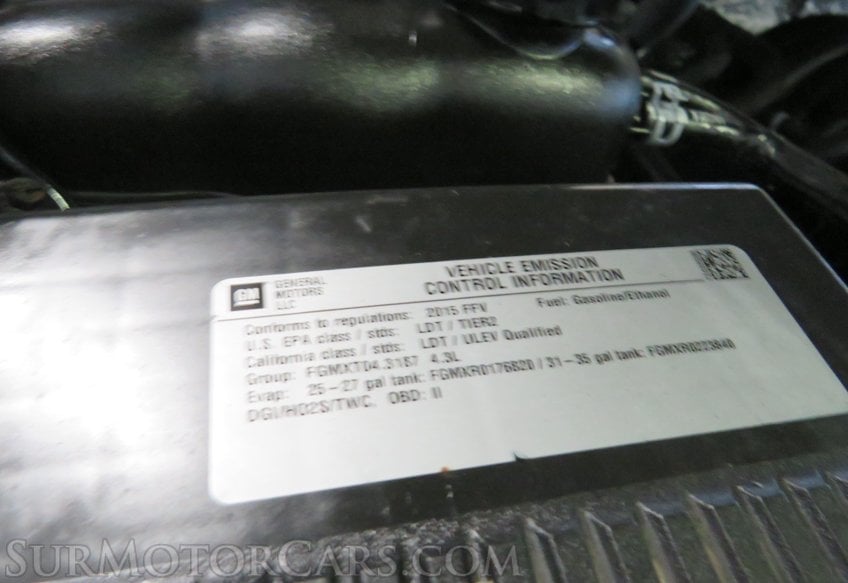 GM
GENERAL
MOTORS
LLC
VEHICLE EMISSION
CONTROL INFORMATION
Conforms to regulations: 2015 FFV Fuel: Gasoline/Ethanol
U.S. EPA class / stds: LDT / TIER2
California class / stds: LDT / ULEV Qualified
Group: FGMXT04.3187 4.3L
Evap: 25-27 gal tank: FGMXR0176820 / 31-35 gal tank: FGMXR0223840
DGI/HO2S/TWC, OBD: II
SURMOTORCARS.COM